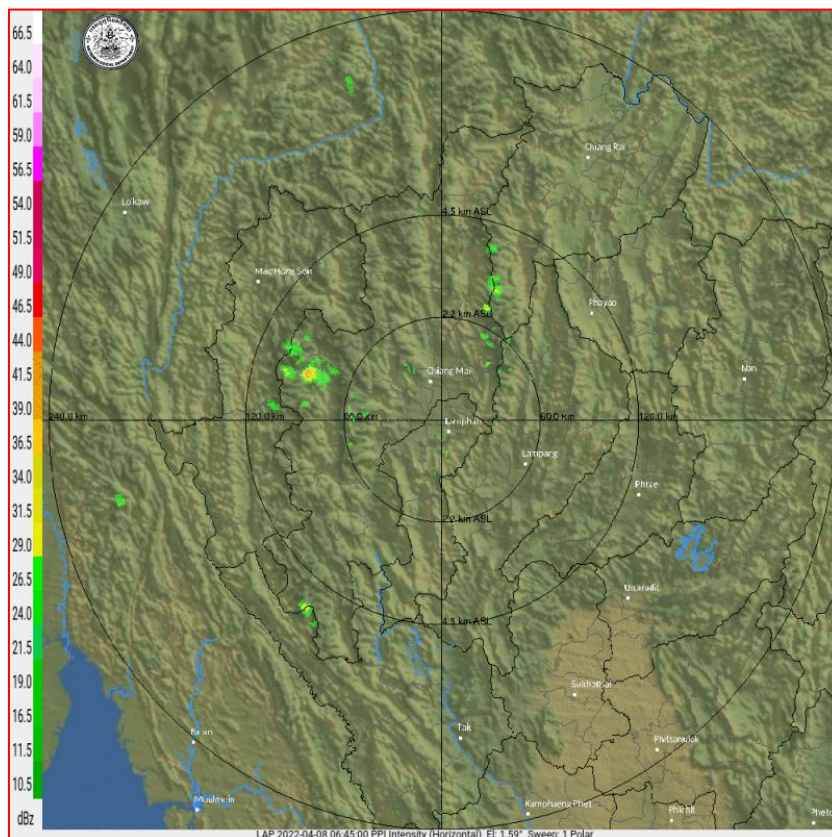 66.5
64.0
61.5
59.0
56.5
54.0
51.5
49.0
46.5
44.0
41.5
39.0
36.5
34.0
31.5
29.0
26.5
24.0
21.5
19.0
16.5
14.0
11.5
10.5
dBz
Chiang Rai
Loikaw
4.5 km ASL
Mae Hong Son
Phayao
2.2 km ASL
Chiang Mai
Nan
240.0 km
120.0 km
60.0 km
120.0 km
Lamphun
Lampang
Phrae
2.2 km ASL
Uttaradit
4.5 km ASL
Sukhothai
Pa-an
Tak
Phitsanulok
Moulmein
Kamphaeng Phet
Phichit
LAP 2022-04-08 06:45:00 PPI Intensity (Horizontal) El: 1.59° Sweep: 1 Polar